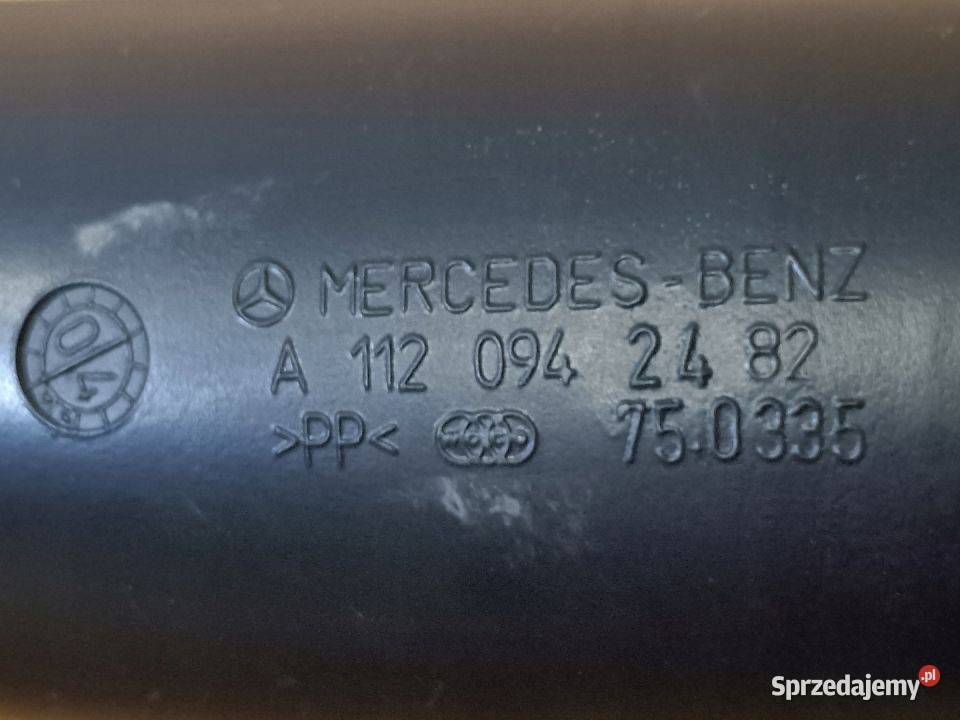 MERCEDES-BENZ
A 112 094 24 82
>PP< 75.0335
Sprzedajemy.pl